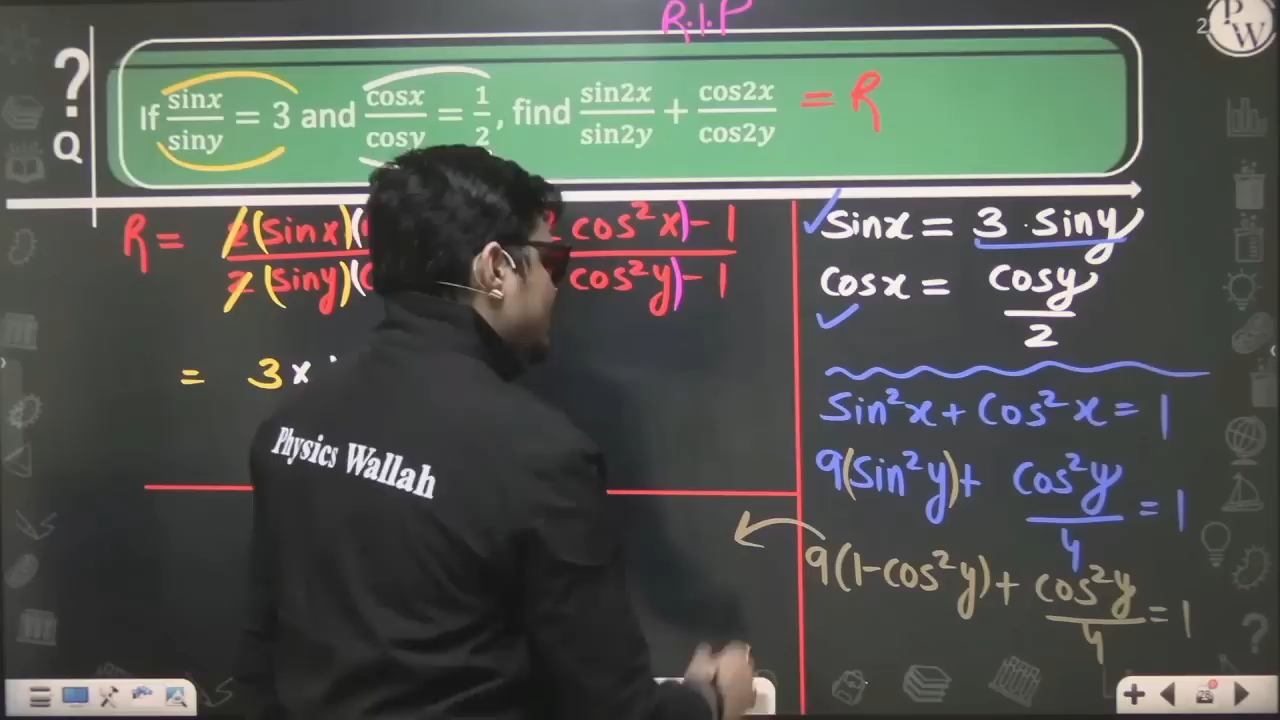 R.I.P
PW
?
Q
If sinx/siny = 3 and cosx/cosy = 1/2, find sin2x/sin2y + cos2x/cos2y = R
R = 2(sinx)( cos²x) - 1
2(siny)( cos²y) - 1
= 3 x
Physics Wallah
sinx = 3 · siny
cosx = cosy/2
sin²x + cos²x = 1
9(sin²y) + cos²y/4 = 1
9(1-cos²y) + cos²y/4 = 1